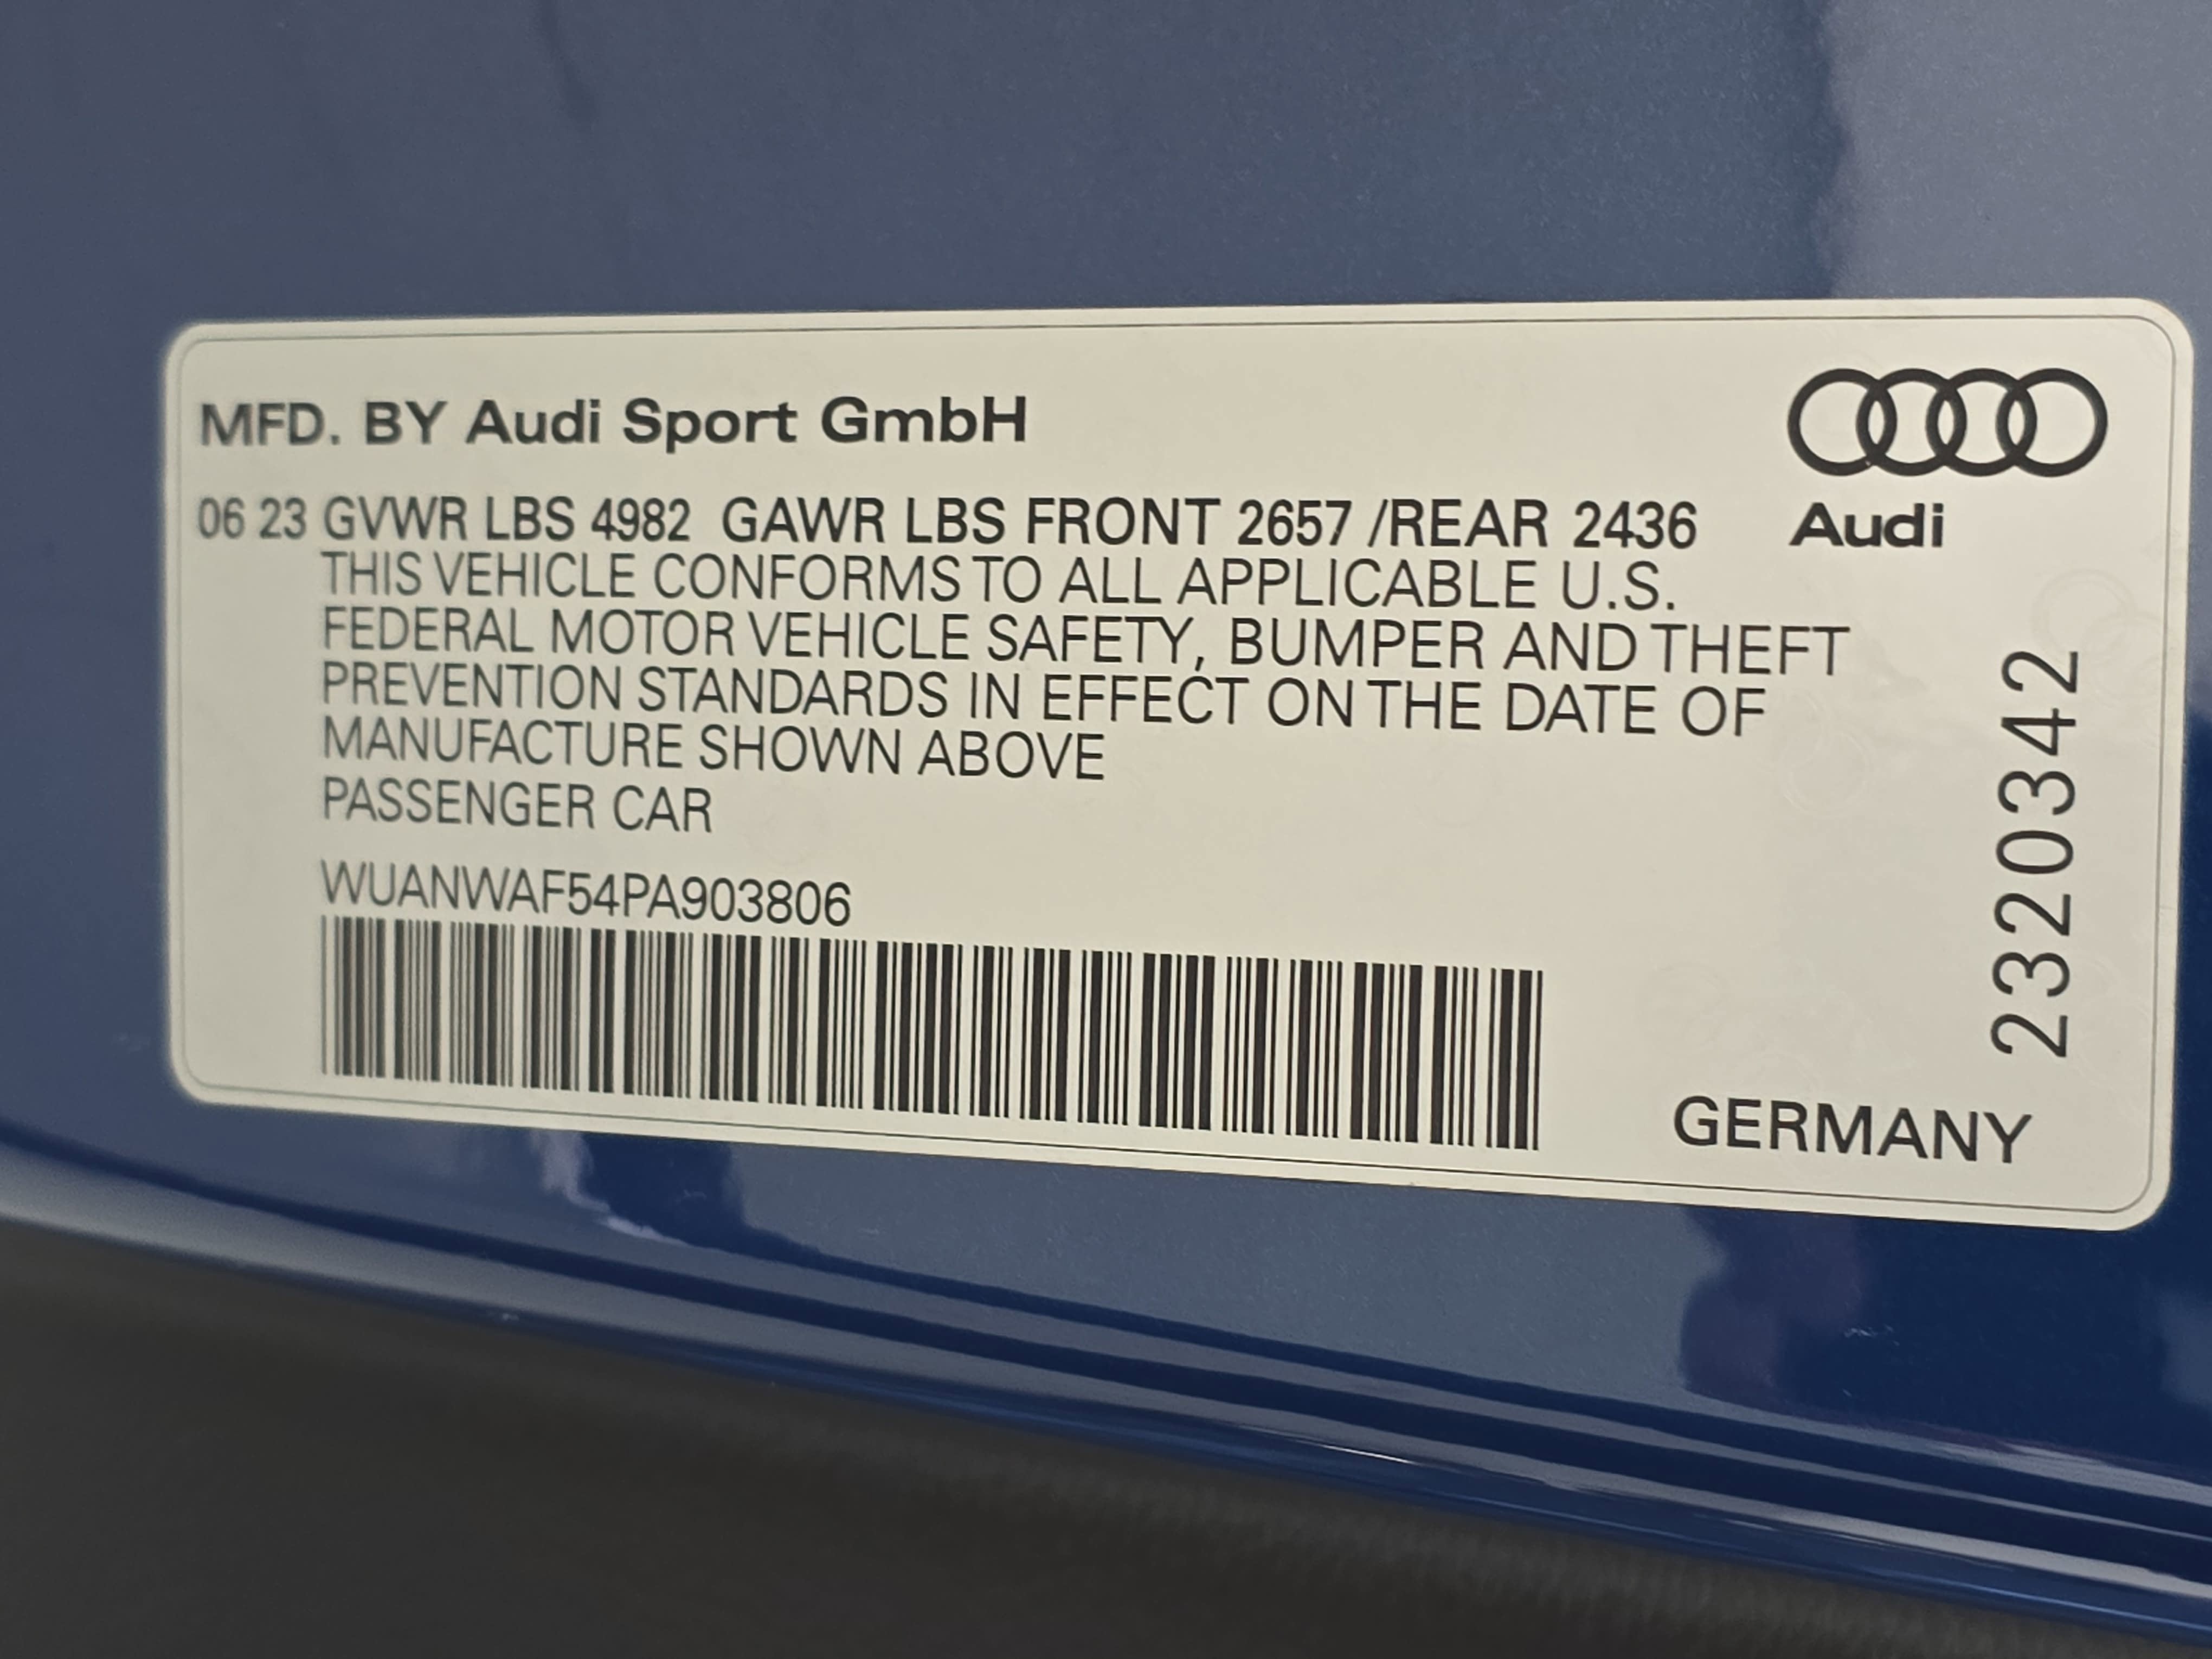 MFD. BY Audi Sport GmbH
06 23 GVWR LBS 4982 GAWR LBS FRONT 2657 /REAR 2436
THIS VEHICLE CONFORMS TO ALL APPLICABLE U.S.
FEDERAL MOTOR VEHICLE SAFETY, BUMPER AND THEFT
PREVENTION STANDARDS IN EFFECT ON THE DATE OF
MANUFACTURE SHOWN ABOVE
PASSENGER CAR
WUANWAF54PA903806
Audi
2320342
GERMANY